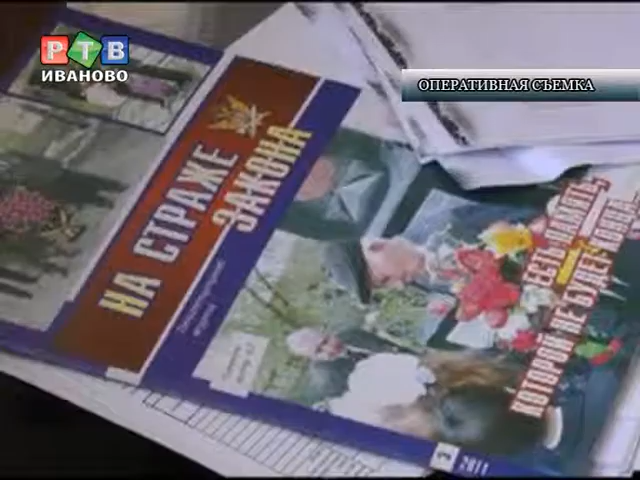 РТВ
ИВАНОВО
ОПЕРАТИВНАЯ СЪЕМКА
НА СТРАЖЕ
ЗАКОНА
ЕСТЬ ПАМЯТЬ,
КОТОРОЙ НЕ БУДЕТ КОНЦА
2011